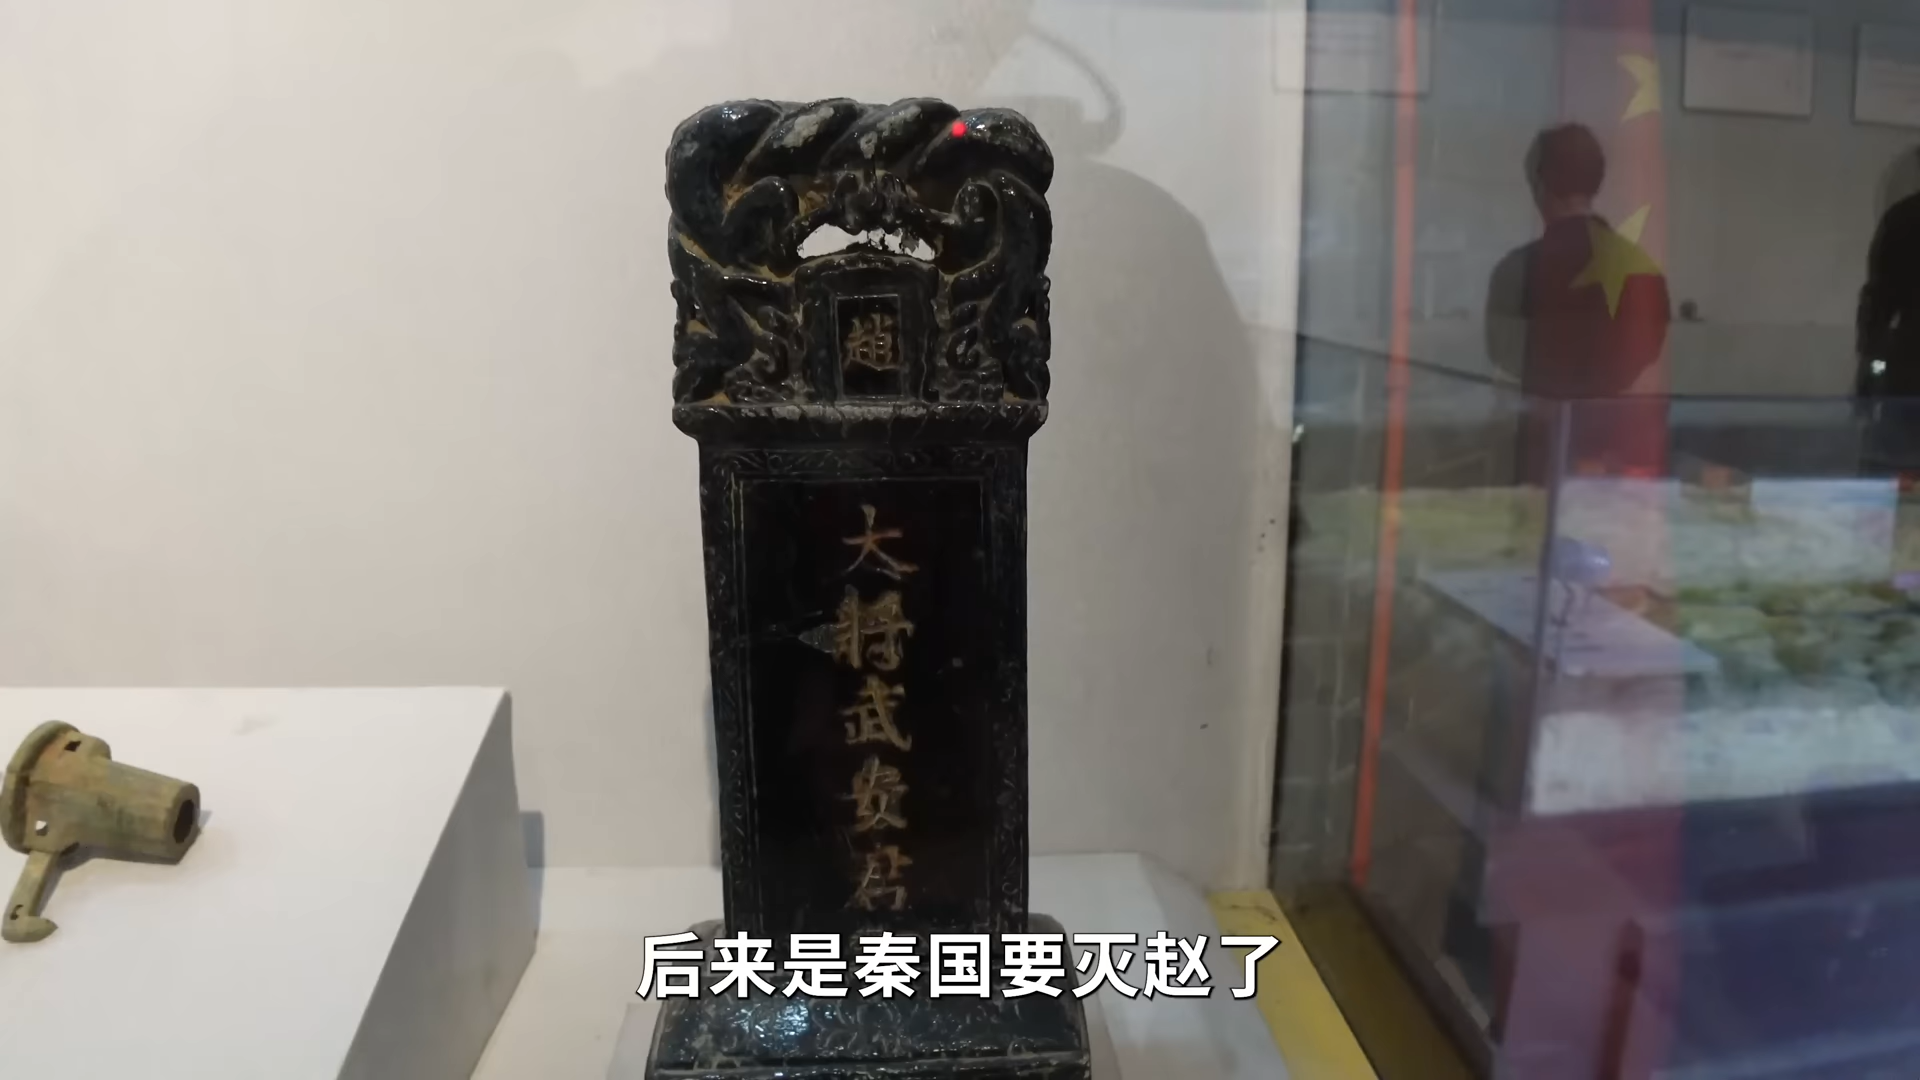 趙
大將武安君
后来是秦国要灭赵了